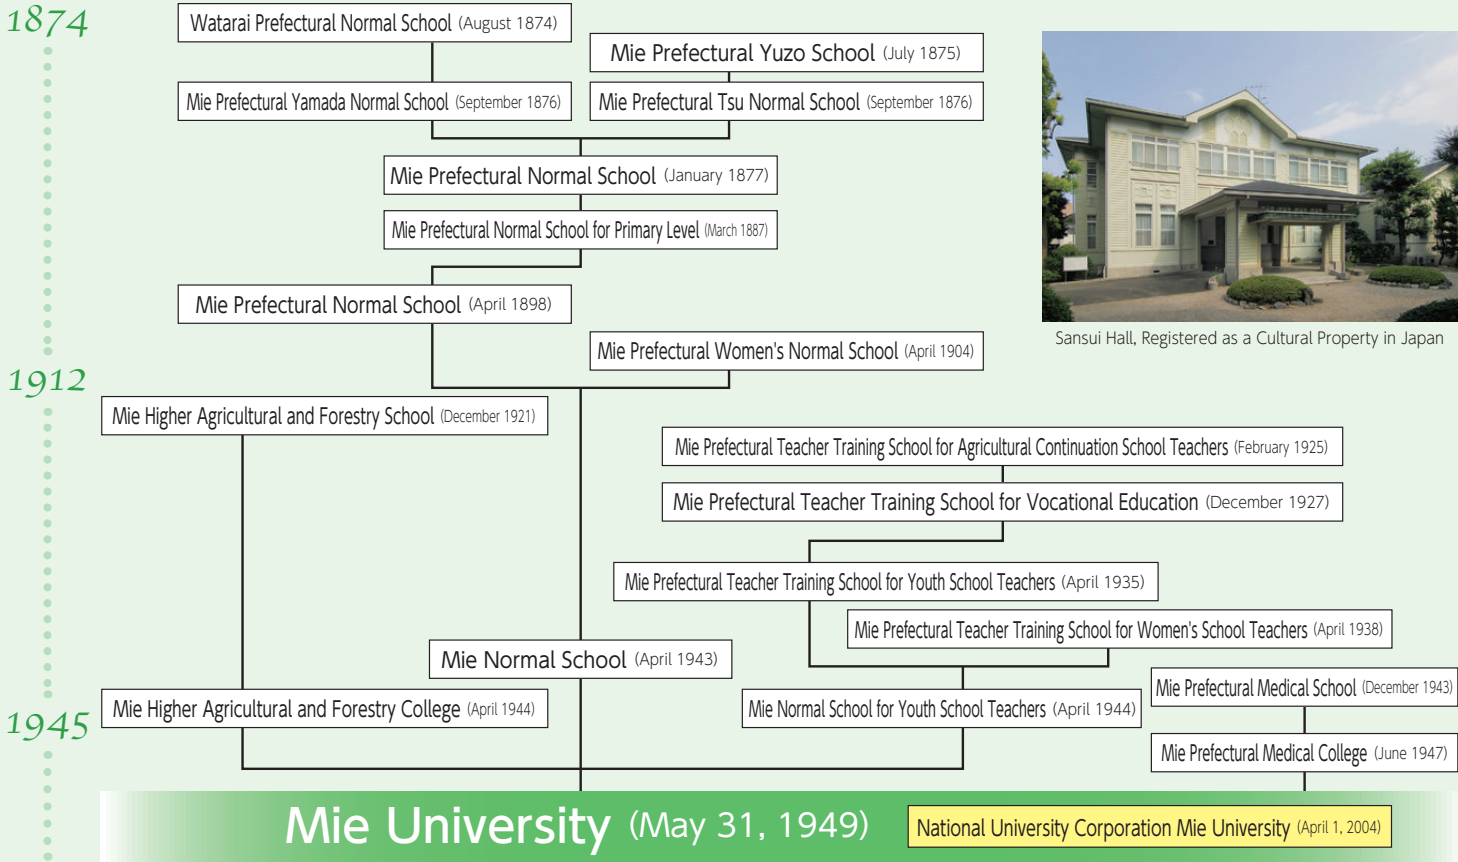 1874
Watarai Prefectural Normal School (August 1874)
Mie Prefectural Yuzo School (July 1875)
Mie Prefectural Yamada Normal School (September 1876)
Mie Prefectural Tsu Normal School (September 1876)
Mie Prefectural Normal School (January 1877)
Mie Prefectural Normal School for Primary Level (March 1887)
Mie Prefectural Normal School (April 1898)
Sansui Hall, Registered as a Cultural Property in Japan
Mie Prefectural Women's Normal School (April 1904)
1912
Mie Higher Agricultural and Forestry School (December 1921)
Mie Prefectural Teacher Training School for Agricultural Continuation School Teachers (February 1925)
Mie Prefectural Teacher Training School for Vocational Education (December 1927)
Mie Prefectural Teacher Training School for Youth School Teachers (April 1935)
Mie Prefectural Teacher Training School for Women's School Teachers (April 1938)
Mie Normal School (April 1943)
Mie Prefectural Medical School (December 1943)
1945
Mie Higher Agricultural and Forestry College (April 1944)
Mie Normal School for Youth School Teachers (April 1944)
Mie Prefectural Medical College (June 1947)
Mie University (May 31, 1949)
National University Corporation Mie University (April 1, 2004)